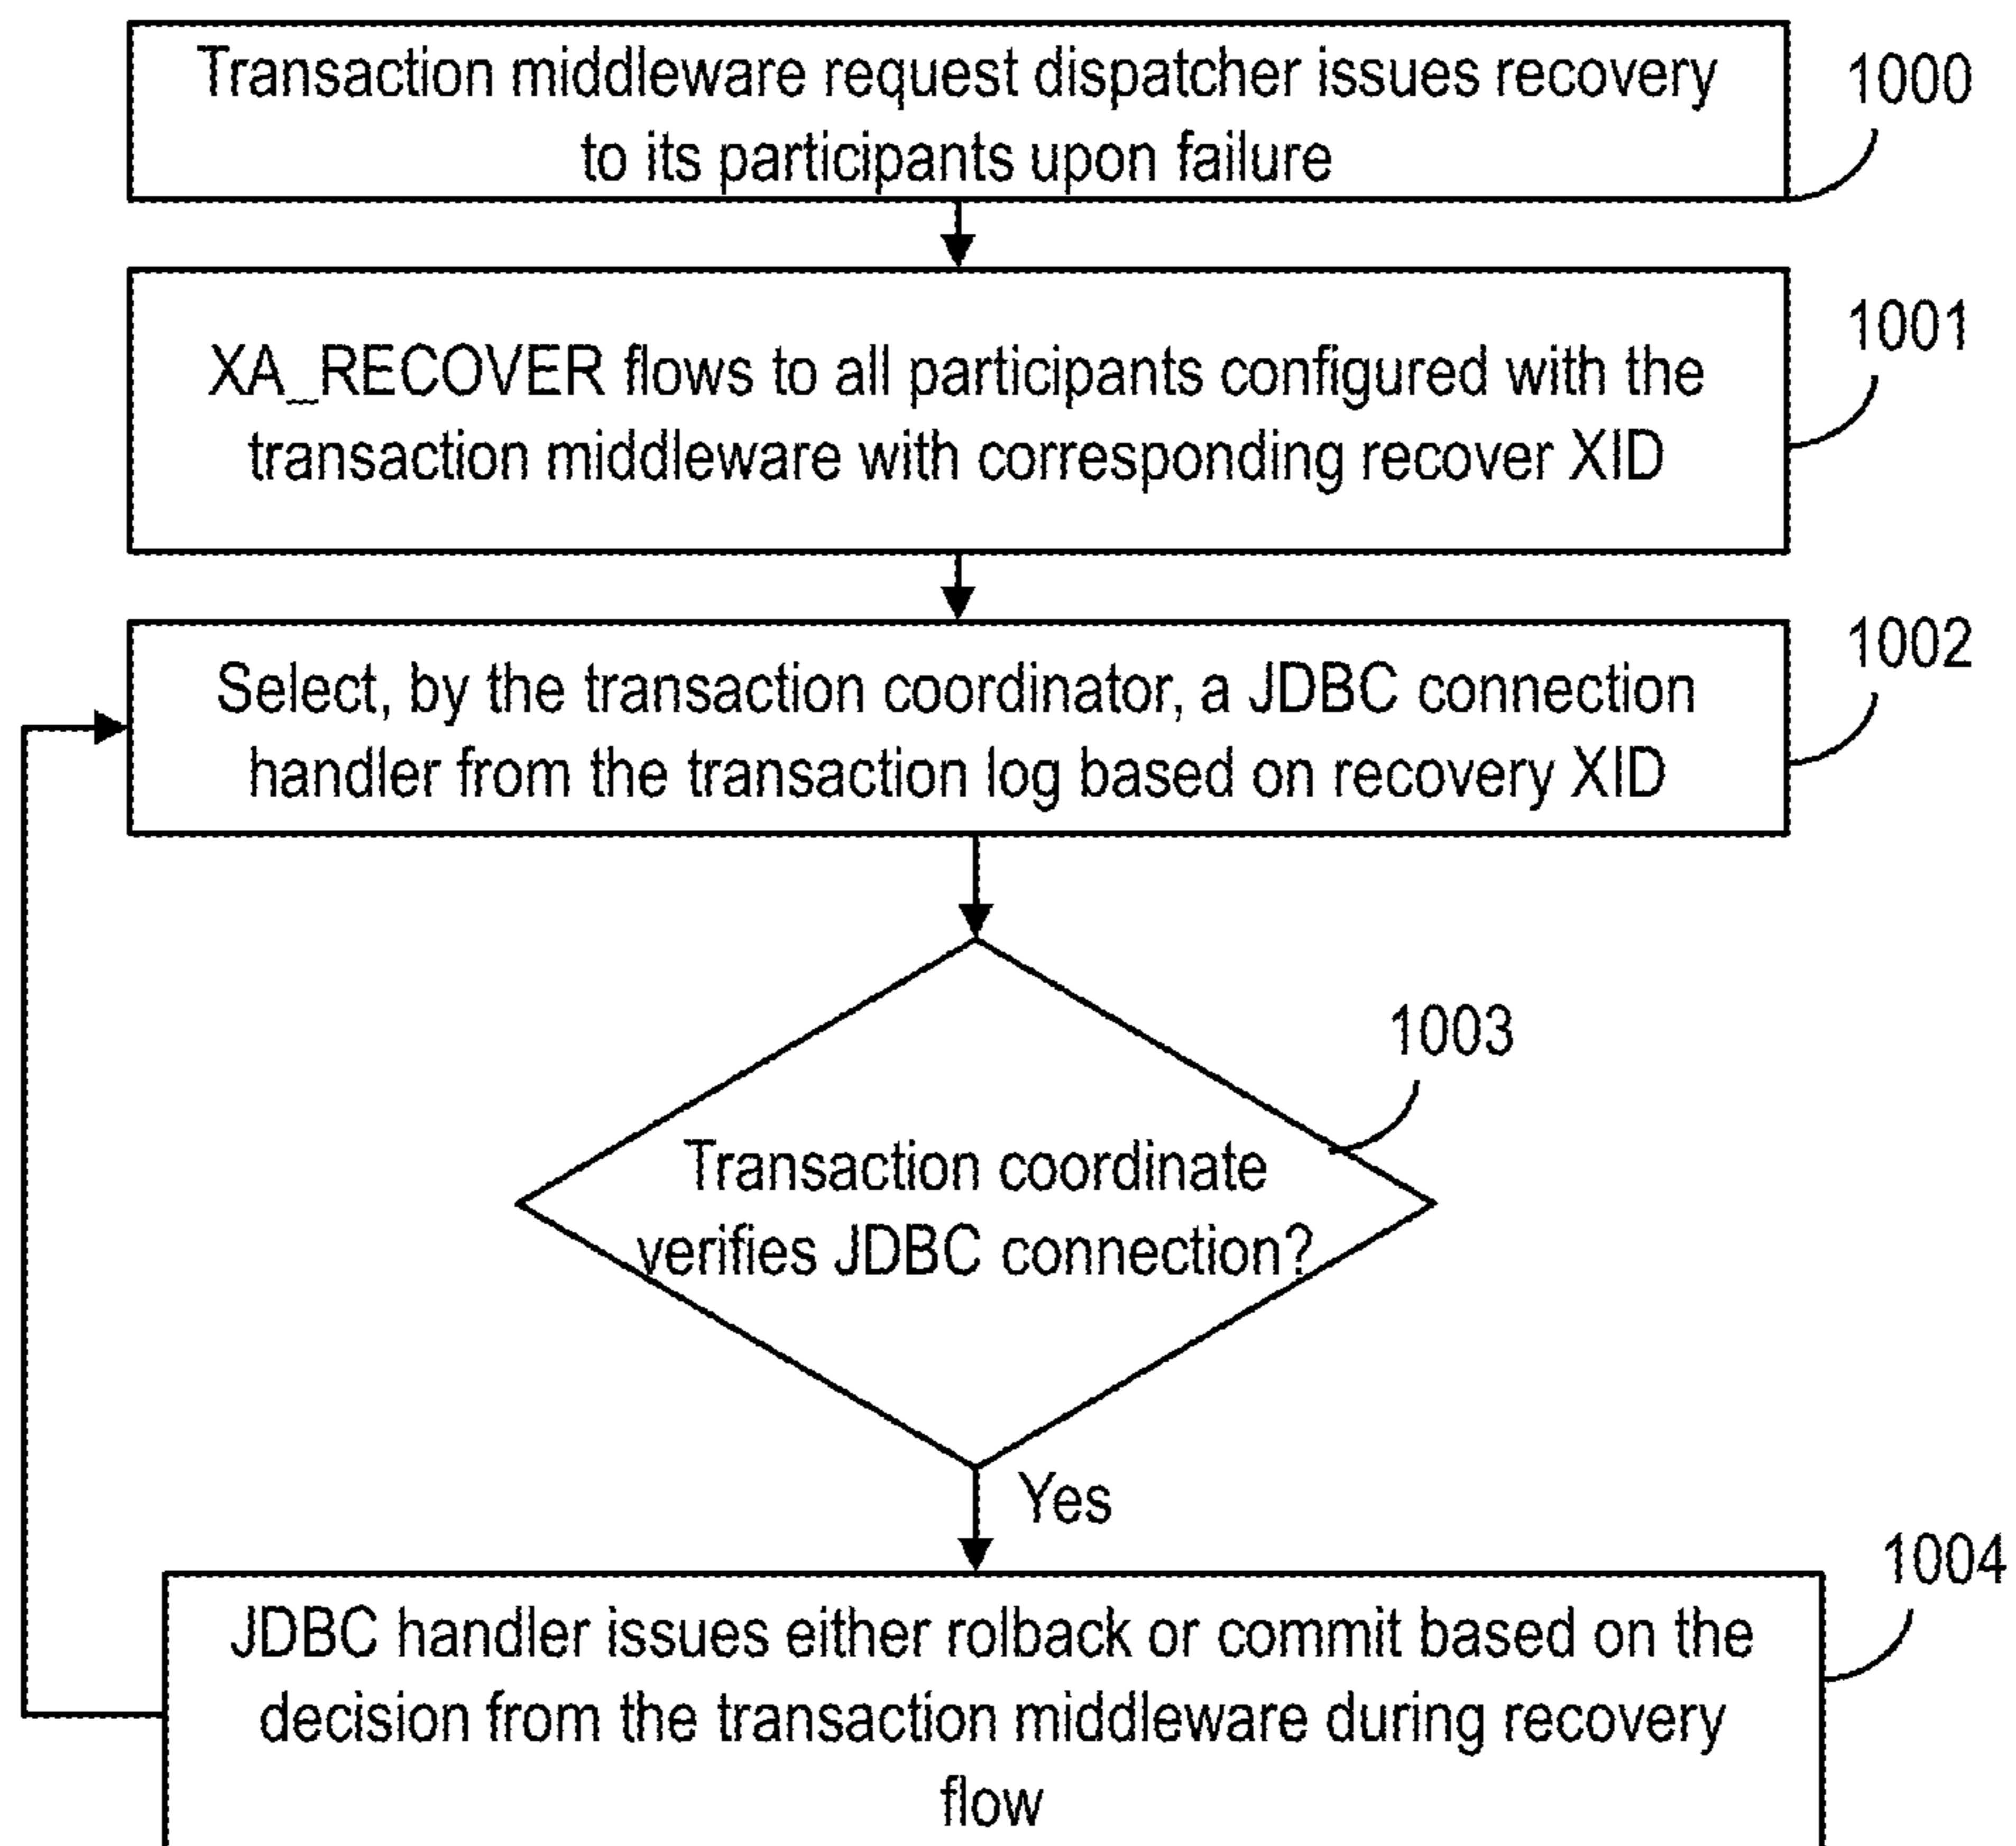 Transaction middleware request dispatcher issues recovery
to its participants upon failure
1000
XA_RECOVER flows to all participants configured with the
transaction middleware with corresponding recover XID
1001
Select, by the transaction coordinator, a JDBC connection
handler from the transaction log based on recovery XID
1002
Transaction coordinate
verifies JDBC connection?
1003
Yes
JDBC handler issues either rolback or commit based on the
decision from the transaction middleware during recovery
flow
1004